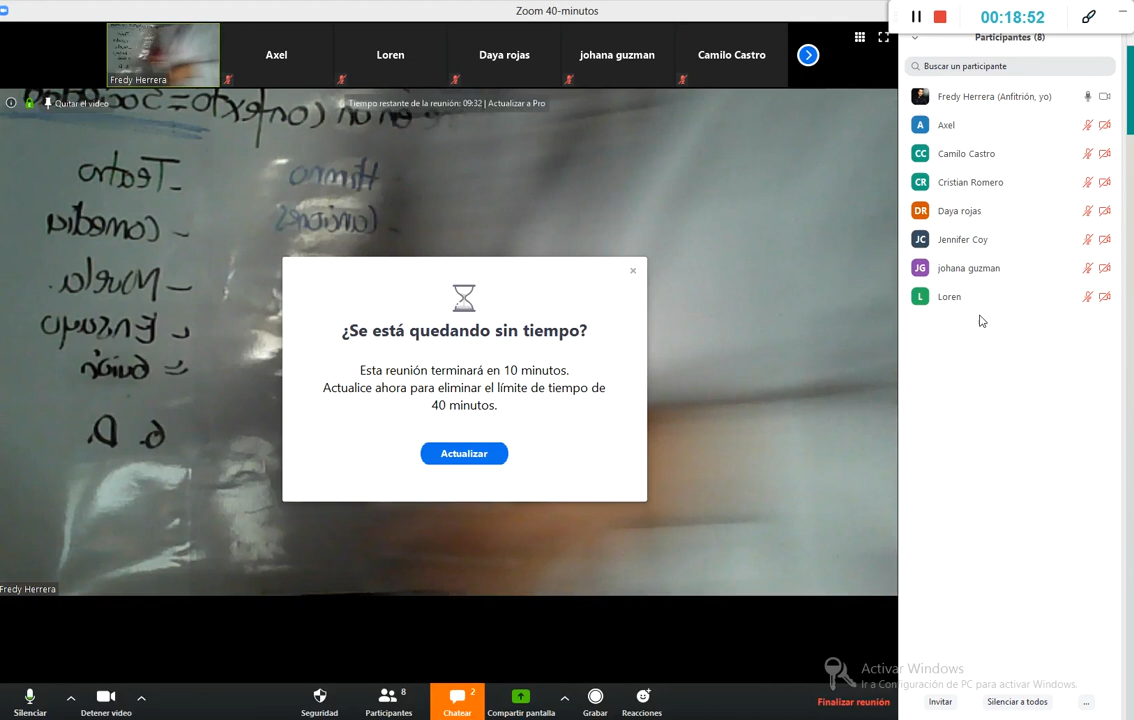 Zoom 40-minutos
00:18:52
Fredy Herrera
Axel
Loren
Daya rojas
johana guzman
Camilo Castro
Quitar el video
Tiempo restante de la reunión: 09:32 | Actualizar a Pro
Contexto = Social
- Teatro
- Comedia
- Novela.
- Ensayo
= Guión
6. D.
Himno
Canciones
¿Se está quedando sin tiempo?
Esta reunión terminará en 10 minutos.
Actualice ahora para eliminar el límite de tiempo de
40 minutos.
Actualizar
Fredy Herrera
Participantes (8)
Buscar un participante
Fredy Herrera (Anfitrión, yo)
A Axel
CC Camilo Castro
CR Cristian Romero
DR Daya rojas
JC Jennifer Coy
JG johana guzman
L Loren
Activar Windows
Ir a Configuración de PC para activar Windows.
Invitar
Silenciar a todos
...
Silenciar
Detener video
Seguridad
8
Participantes
2
Chatear
Compartir pantalla
Grabar
Reacciones
Finalizar reunión